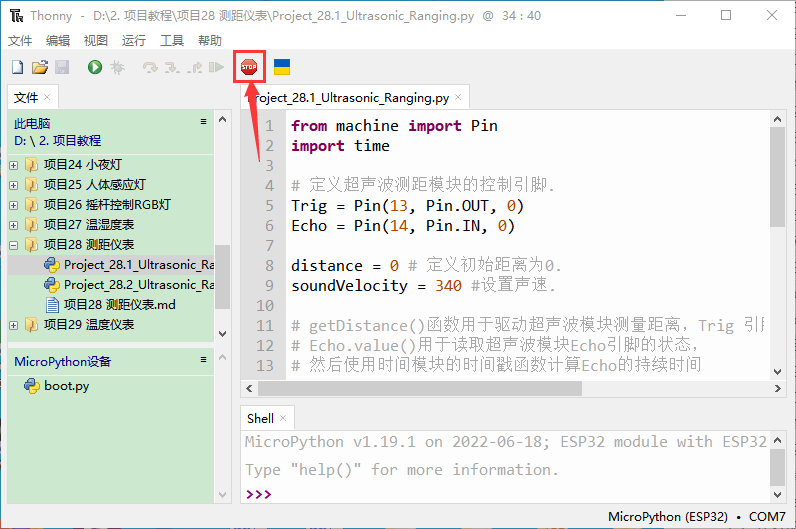 Thonny - D:\2. 项目教程\项目28 测距仪表\Project_28.1_Ultrasonic_Ranging.py @ 34 : 40
文件 编辑 视图 运行 工具 帮助
STOP
文件 ×
此电脑
D: \ 2. 项目教程
项目24 小夜灯
项目25 人体感应灯
项目26 摇杆控制RGB灯
项目27 温湿度表
项目28 测距仪表
Project_28.1_Ultrasonic_Ra
Project_28.2_Ultrasonic_Ra
项目28 测距仪表.md
项目29 温度仪表
MicroPython设备
boot.py
Project_28.1_Ultrasonic_Ranging.py ×
1 from machine import Pin
2 import time
3
4 # 定义超声波测距模块的控制引脚.
5 Trig = Pin(13, Pin.OUT, 0)
6 Echo = Pin(14, Pin.IN, 0)
7
8 distance = 0 # 定义初始距离为0.
9 soundVelocity = 340 #设置声速.
10
11 # getDistance()函数用于驱动超声波模块测量距离，Trig 引
12 # Echo.value()用于读取超声波模块Echo引脚的状态，
13 # 然后使用时间模块的时间戳函数计算Echo的持续时间
Shell ×
MicroPython v1.19.1 on 2022-06-18; ESP32 module with ESP32
Type "help()" for more information.
>>>
MicroPython (ESP32) • COM7